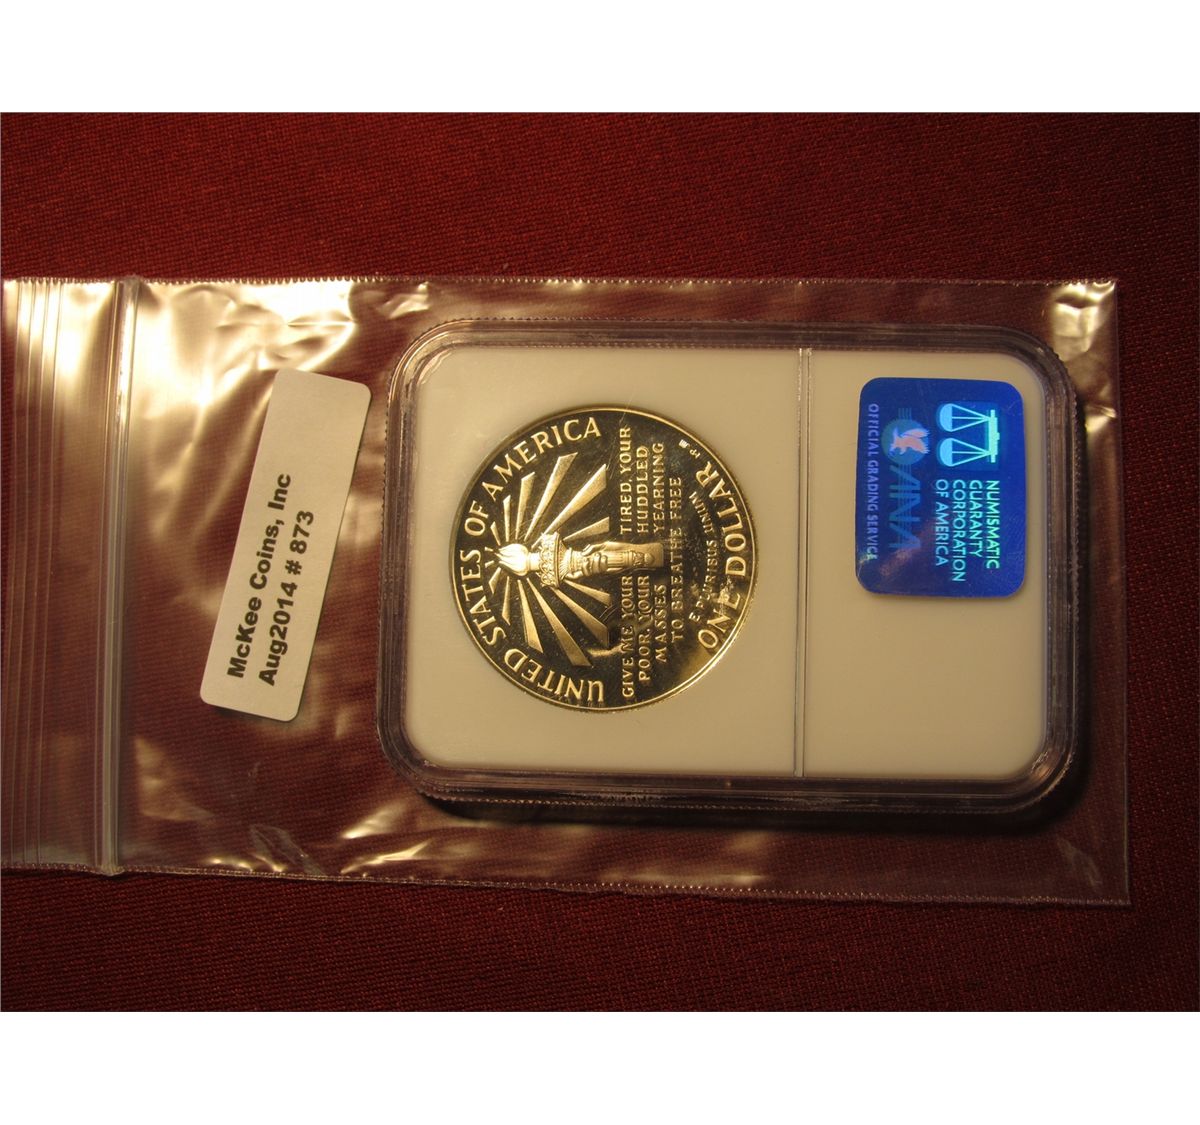 McKee Coins, Inc
Aug2014 # 873
UNITED STATES OF AMERICA
GIVE ME YOUR TIRED, YOUR
POOR, YOUR HUDDLED
MASSES YEARNING
TO BREATHE FREE
E PLURIBUS UNUM
ONE DOLLAR
NUMISMATIC
GUARANTY
CORPORATION
OF AMERICA
ANA
OFFICIAL GRADING SERVICE